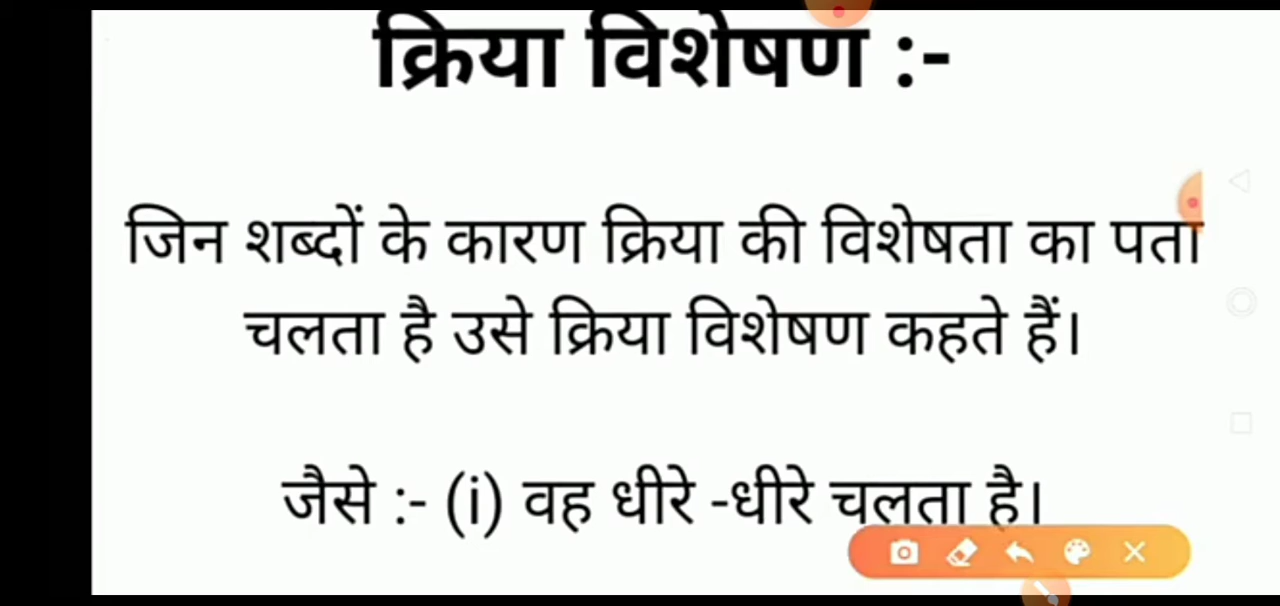 क्रिया विशेषण :-
जिन शब्दों के कारण क्रिया की विशेषता का पता
चलता है उसे क्रिया विशेषण कहते हैं।
जैसे :- (i) वह धीरे -धीरे चलता है।